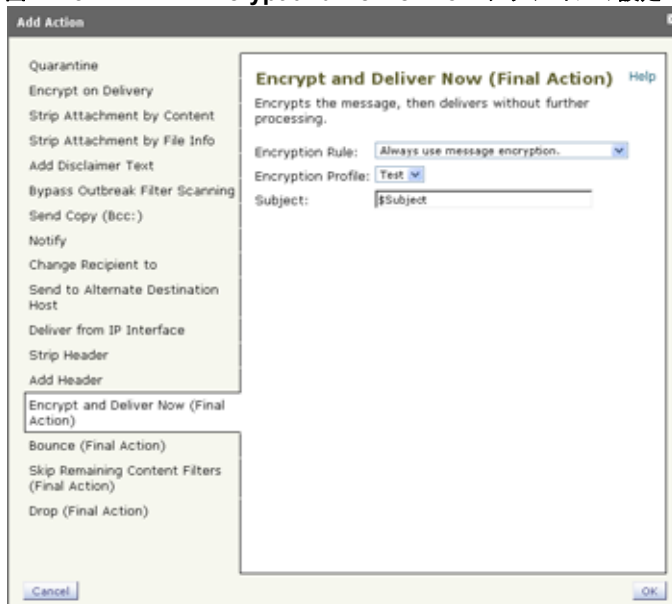 Add Action
Quarantine
Encrypt on Delivery
Strip Attachment by Content
Strip Attachment by File Info
Add Disclaimer Text
Bypass Outbreak Filter Scanning
Send Copy (Bcc:)
Notify
Change Recipient to
Send to Alternate Destination
Host
Deliver from IP Interface
Strip Header
Add Header
Encrypt and Deliver Now (Final
Action)
Bounce (Final Action)
Skip Remaining Content Filters
(Final Action)
Drop (Final Action)
Encrypt and Deliver Now (Final Action) Help
Encrypts the message, then delivers without further
processing.
Encryption Rule: Always use message encryption.
Encryption Profile: Test
Subject: $Subject
Cancel OK